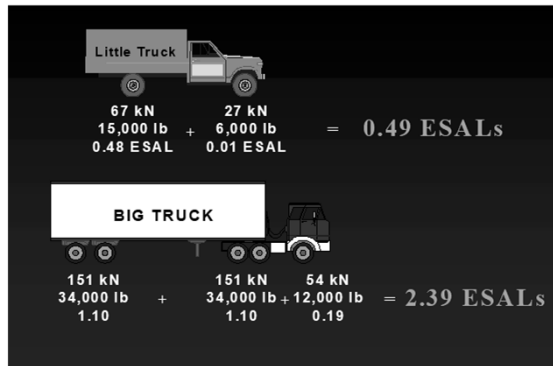 Little Truck
67 kN 27 kN
15,000 lb + 6,000 lb = 0.49 ESALs
0.48 ESAL 0.01 ESAL
BIG TRUCK
151 kN 151 kN 54 kN
34,000 lb + 34,000 lb + 12,000 lb = 2.39 ESALs
1.10 1.10 0.19